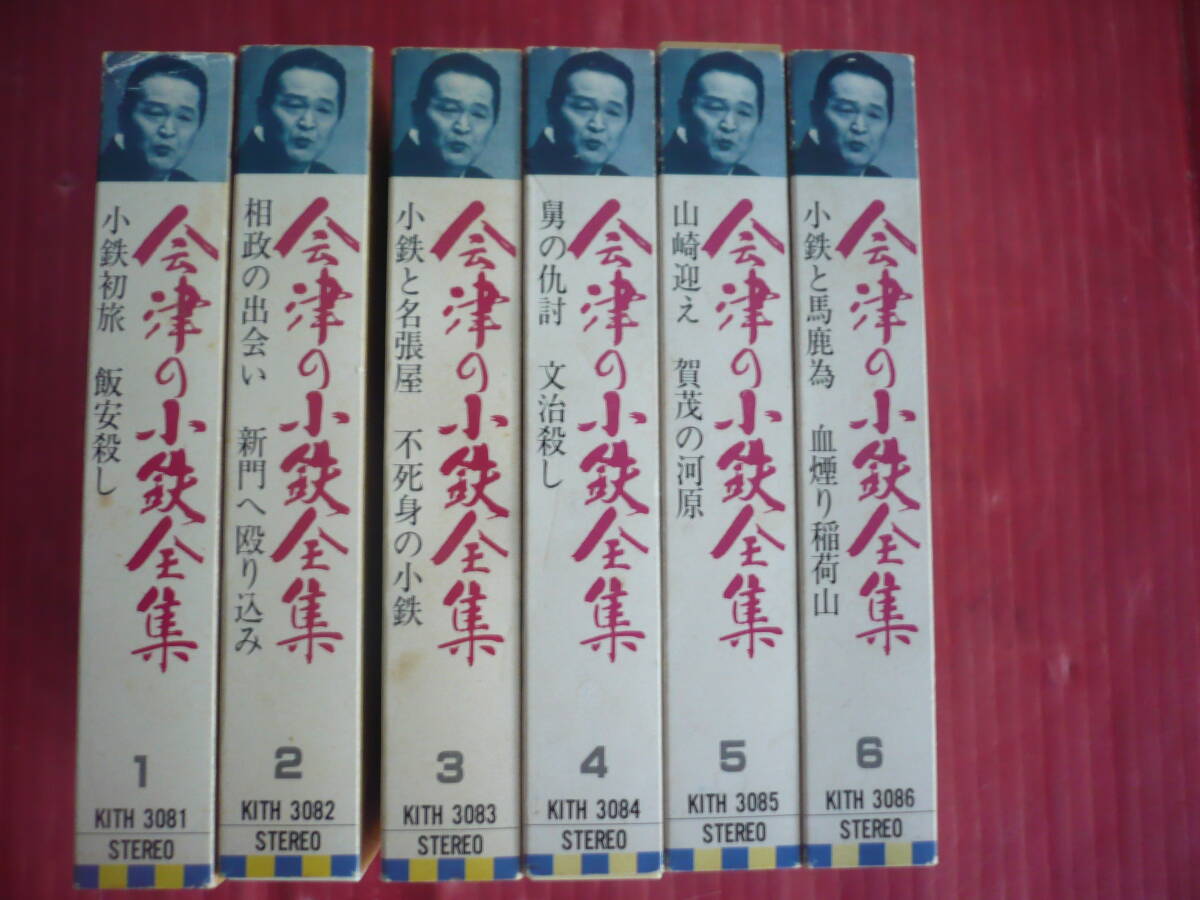 会津の小鉄全集
小鉄初旅 飯安殺し
1
KITH 3081
STEREO
会津の小鉄全集
相政の出会い 新門へ殴り込み
2
KITH 3082
STEREO
会津の小鉄全集
小鉄と名張屋 不死身の小鉄
3
KITH 3083
STEREO
会津の小鉄全集
舅の仇討 文治殺し
4
KITH 3084
STEREO
会津の小鉄全集
山崎迎え 賀茂の河原
5
KITH 3085
STEREO
会津の小鉄全集
小鉄と馬鹿為 血煙り稲荷山
6
KITH 3086
STEREO